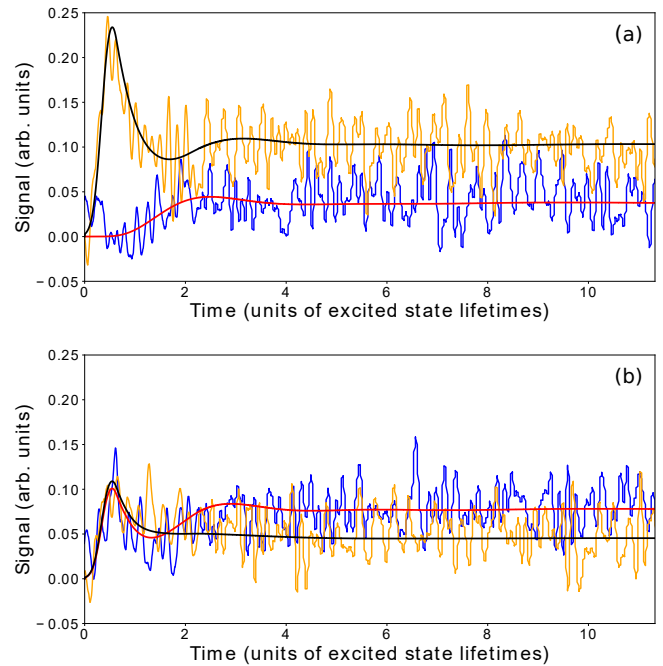 (a)
Signal (arb. units)
0.25
0.20
0.15
0.10
0.05
0.00
−0.05
0 2 4 6 8 10
Time (units of excited state lifetimes)
(b)
Signal (arb. units)
0.25
0.20
0.15
0.10
0.05
0.00
−0.05
0 2 4 6 8 10
Time (units of excited state lifetimes)